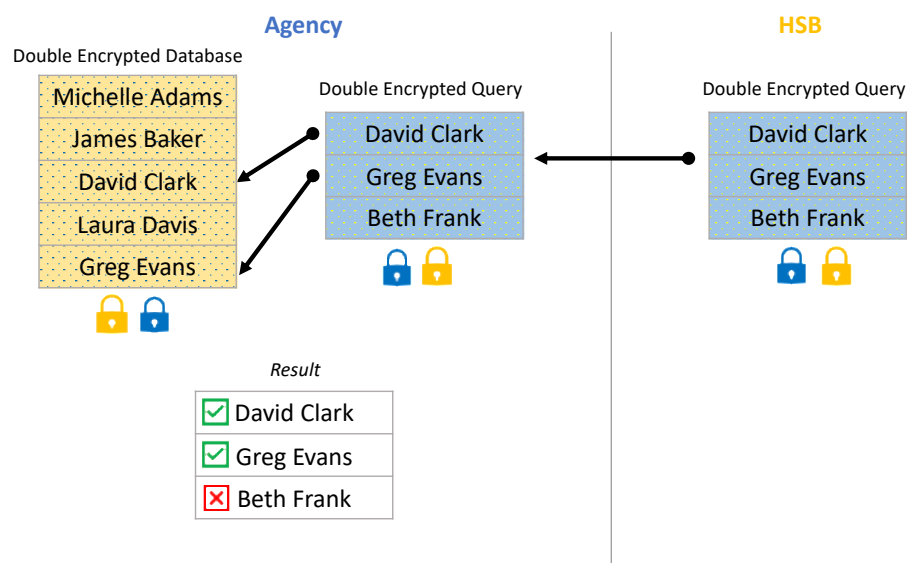 Agency
HSB
Double Encrypted Database
Michelle Adams
James Baker
David Clark
Laura Davis
Greg Evans
Double Encrypted Query
David Clark
Greg Evans
Beth Frank
Double Encrypted Query
David Clark
Greg Evans
Beth Frank
Result
David Clark
Greg Evans
Beth Frank